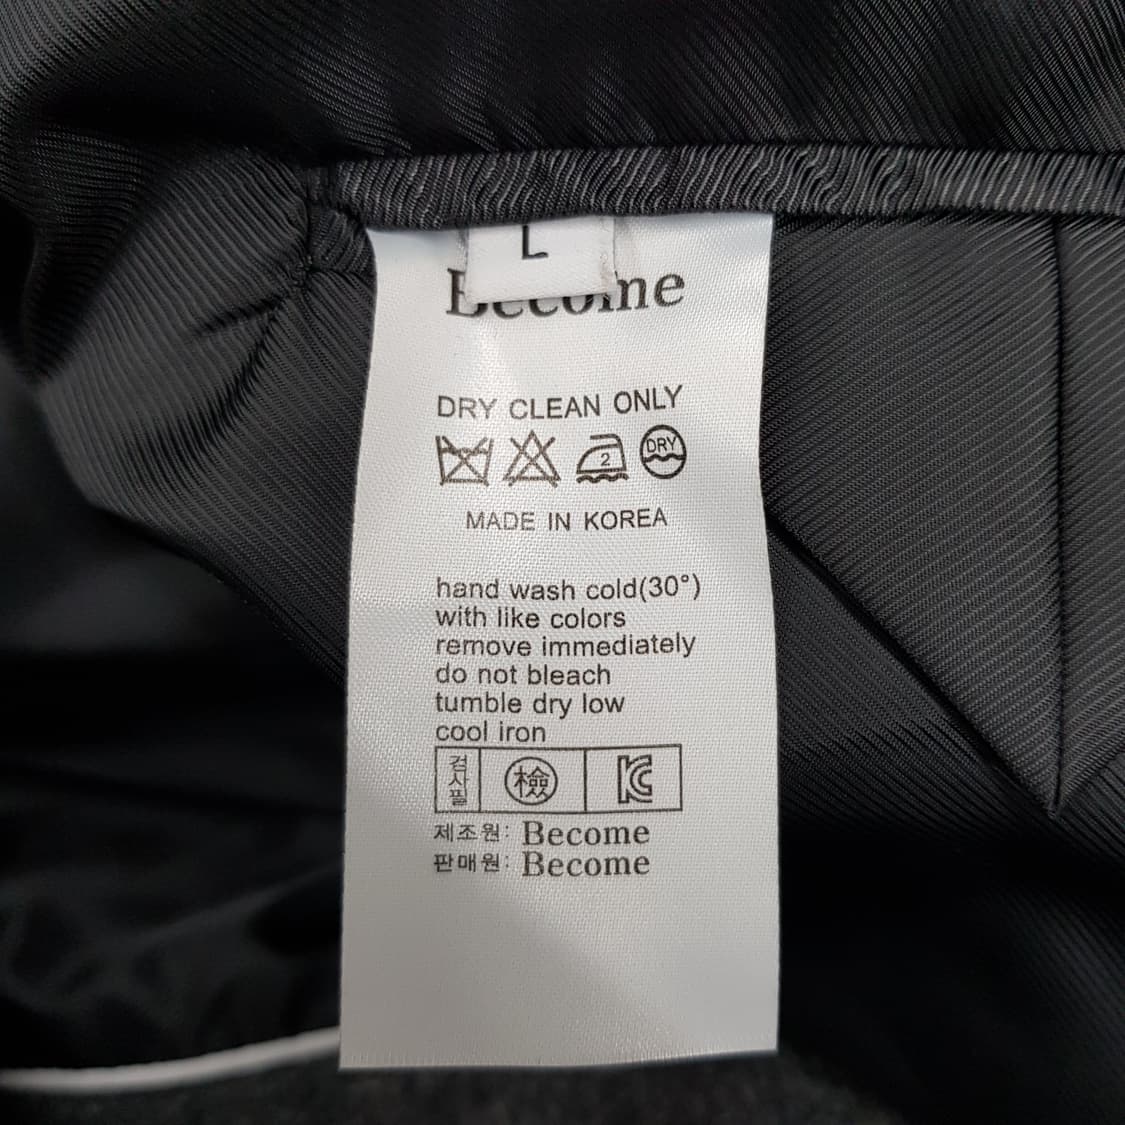 L
Become
DRY CLEAN ONLY
2 DRY
MADE IN KOREA
hand wash cold(30°)
with like colors
remove immediately
do not bleach
tumble dry low
cool iron
검사필 檢 KC
제조원: Become
판매원: Become